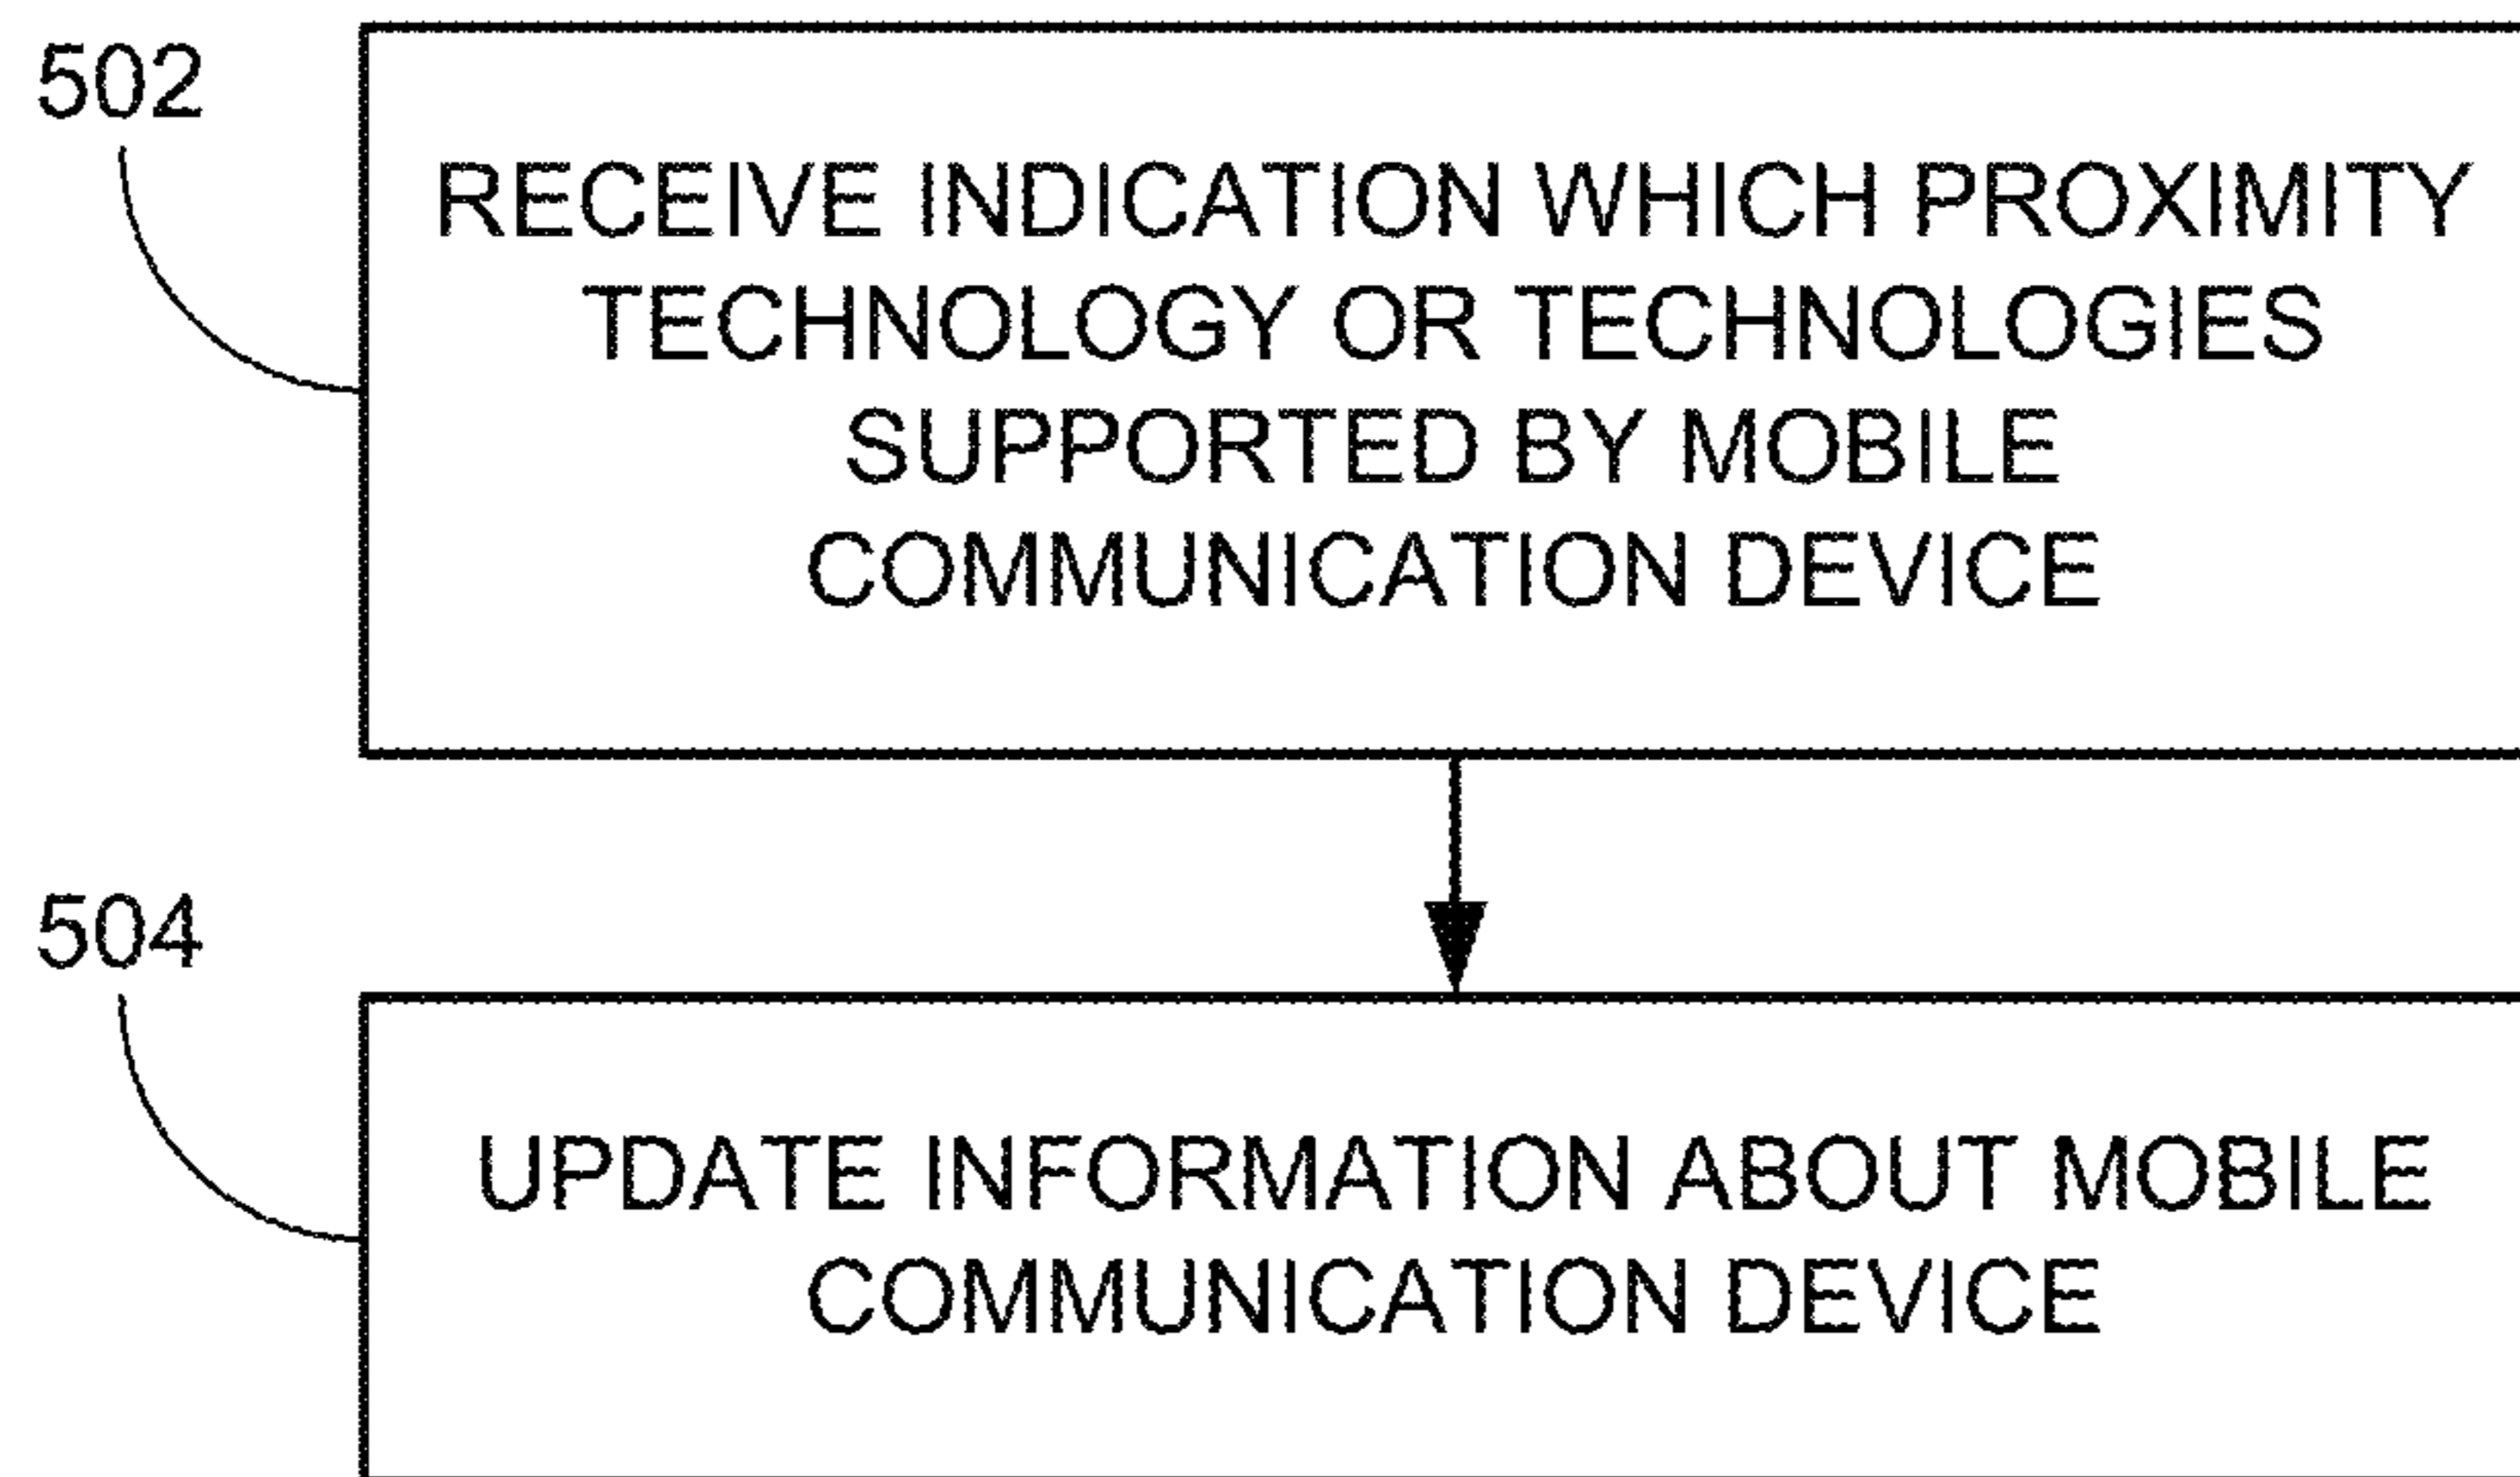 502
RECEIVE INDICATION WHICH PROXIMITY
TECHNOLOGY OR TECHNOLOGIES
SUPPORTED BY MOBILE
COMMUNICATION DEVICE
504
UPDATE INFORMATION ABOUT MOBILE
COMMUNICATION DEVICE